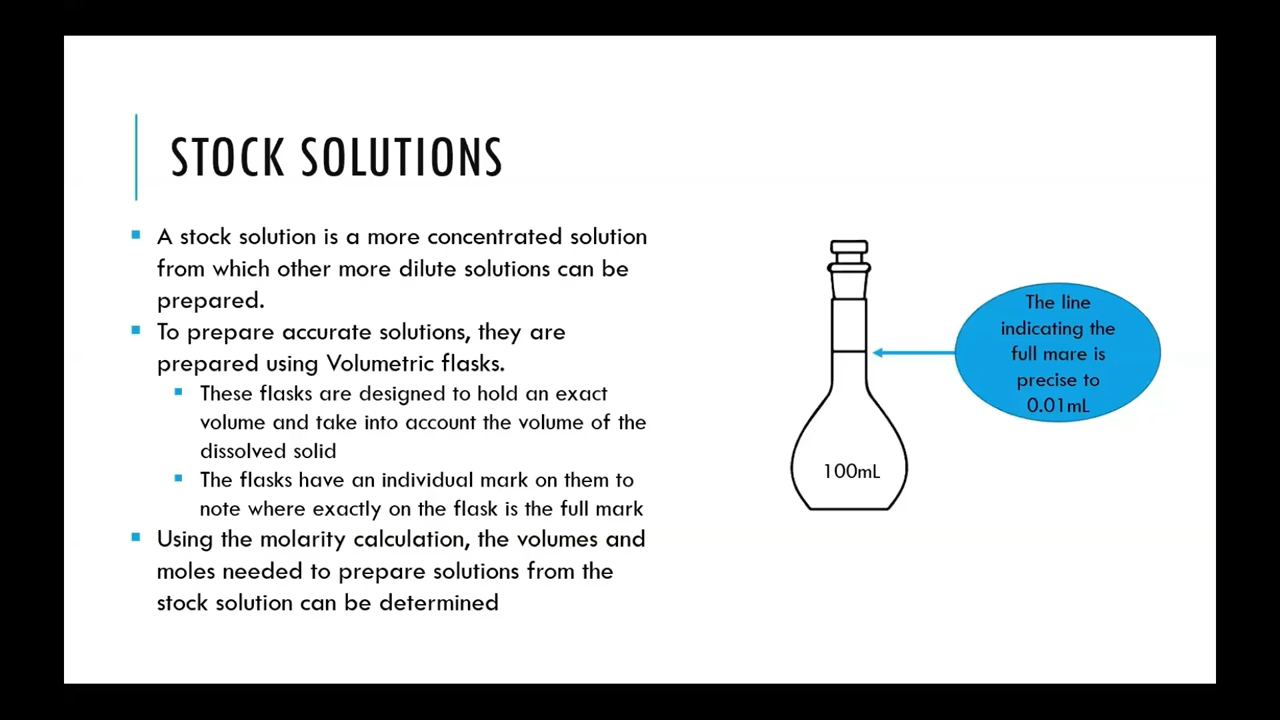 STOCK SOLUTIONS
A stock solution is a more concentrated solution
from which other more dilute solutions can be
prepared.
To prepare accurate solutions, they are
prepared using Volumetric flasks.
These flasks are designed to hold an exact
volume and take into account the volume of the
dissolved solid
The flasks have an individual mark on them to
note where exactly on the flask is the full mark
Using the molarity calculation, the volumes and
moles needed to prepare solutions from the
stock solution can be determined
100mL
The line
indicating the
full mare is
precise to
0.01mL